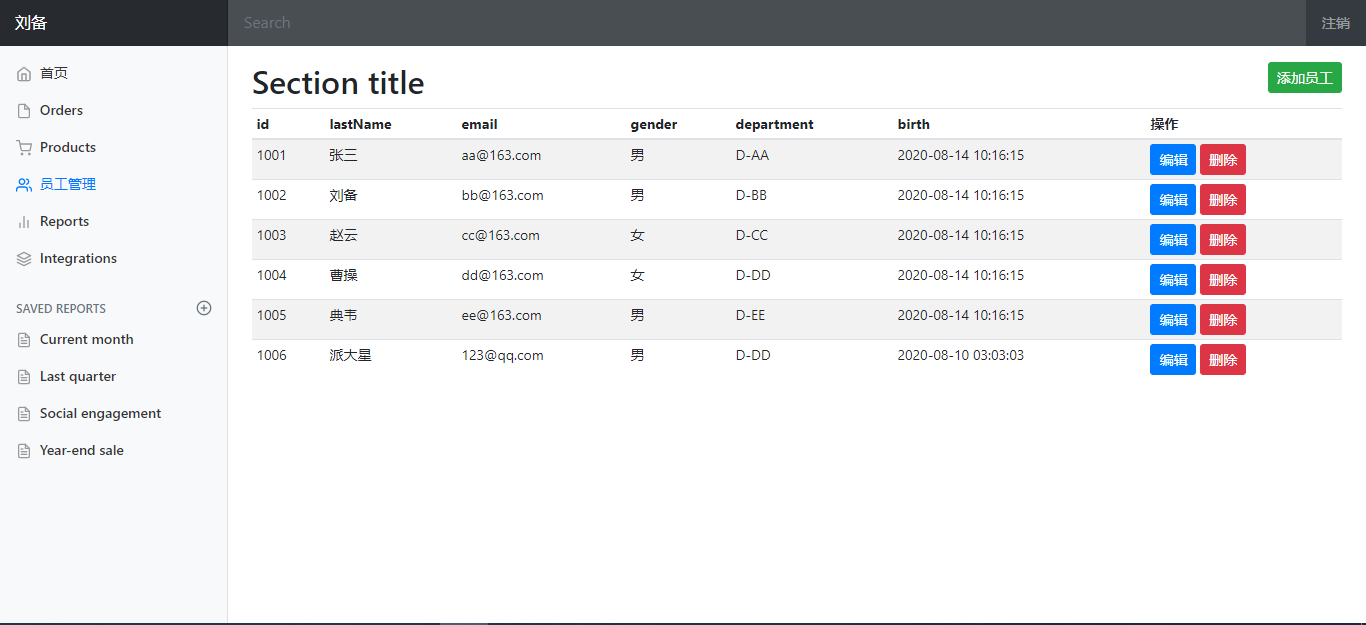 刘备
Search
注销
首页
Orders
Products
员工管理
Reports
Integrations
SAVED REPORTS
Current month
Last quarter
Social engagement
Year-end sale
Section title
添加员工
id lastName email gender department birth 操作
1001 张三 aa@163.com 男 D-AA 2020-08-14 10:16:15 编辑 删除
1002 刘备 bb@163.com 男 D-BB 2020-08-14 10:16:15 编辑 删除
1003 赵云 cc@163.com 女 D-CC 2020-08-14 10:16:15 编辑 删除
1004 曹操 dd@163.com 女 D-DD 2020-08-14 10:16:15 编辑 删除
1005 典韦 ee@163.com 男 D-EE 2020-08-14 10:16:15 编辑 删除
1006 派大星 123@qq.com 男 D-DD 2020-08-10 03:03:03 编辑 删除